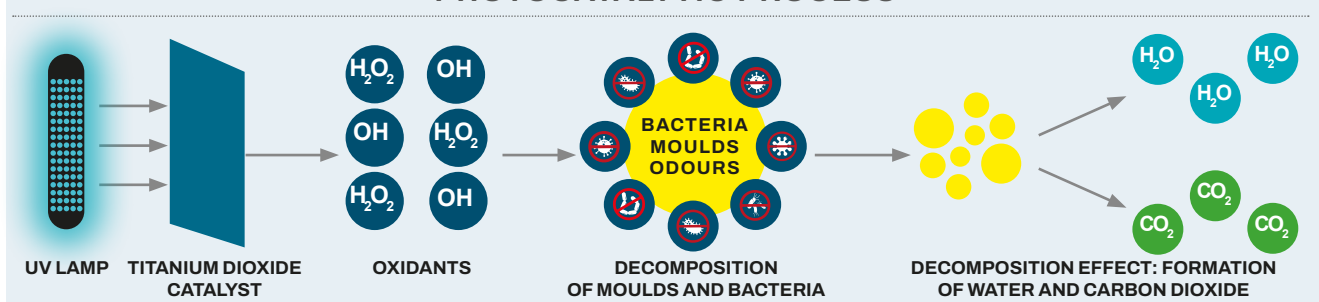 H₂O₂ OH
OH H₂O₂
H₂O₂ OH
BACTERIA
MOULDS
ODOURS
H₂O H₂O
H₂O
CO₂
CO₂ CO₂
UV LAMP
TITANIUM DIOXIDE
CATALYST
OXIDANTS
DECOMPOSITION
OF MOULDS AND BACTERIA
DECOMPOSITION EFFECT: FORMATION
OF WATER AND CARBON DIOXIDE